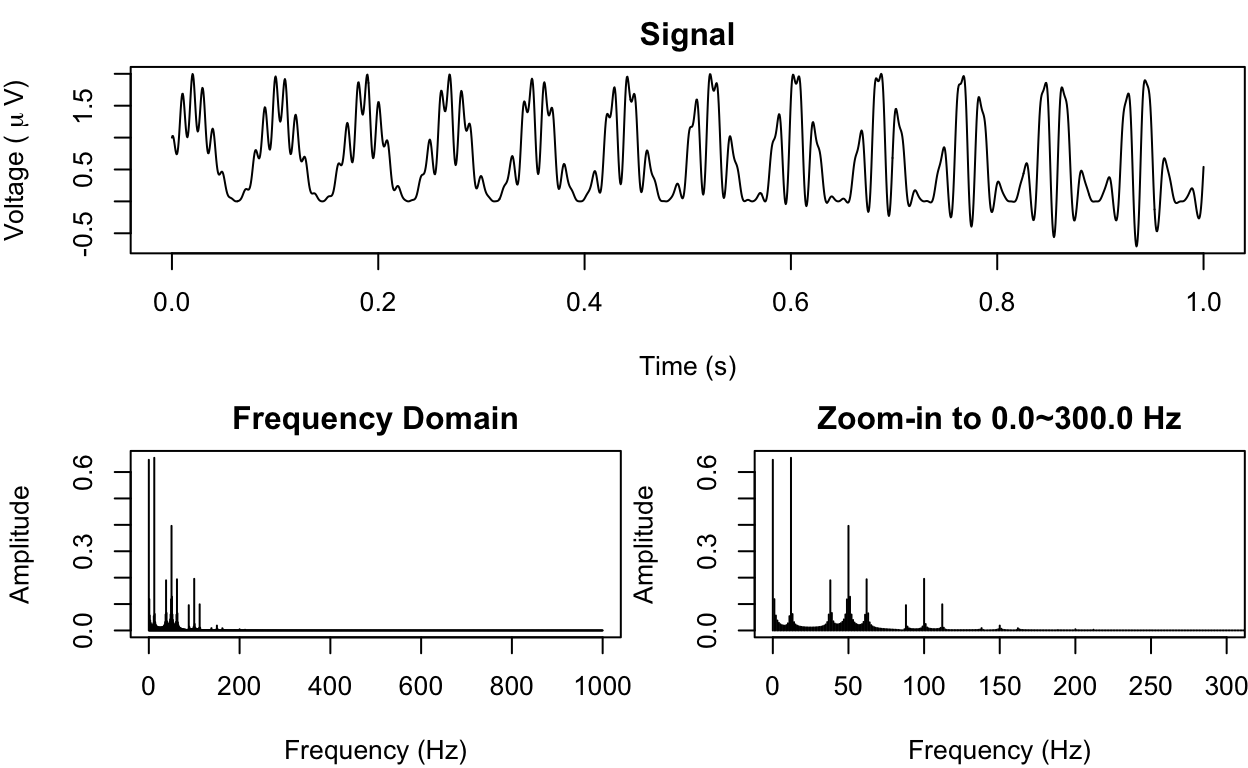 Signal
Voltage ( μ V)
1.5
0.5
-0.5
0.0 0.2 0.4 0.6 0.8 1.0
Time (s)
Frequency Domain
Amplitude
0.6
0.3
0.0
0 200 400 600 800 1000
Frequency (Hz)
Zoom-in to 0.0~300.0 Hz
Amplitude
0.6
0.3
0.0
0 50 100 150 200 250 300
Frequency (Hz)